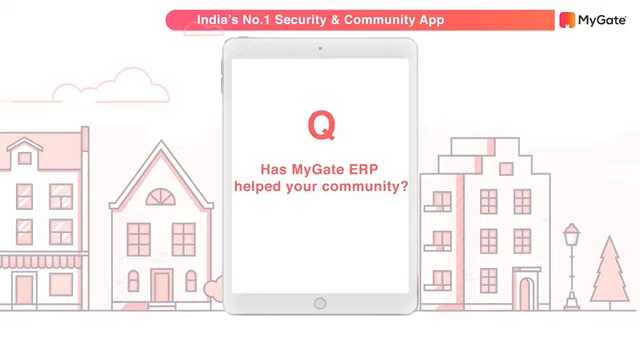 India's No.1 Security & Community App
MyGate
Q
Has MyGate ERP
helped your community?